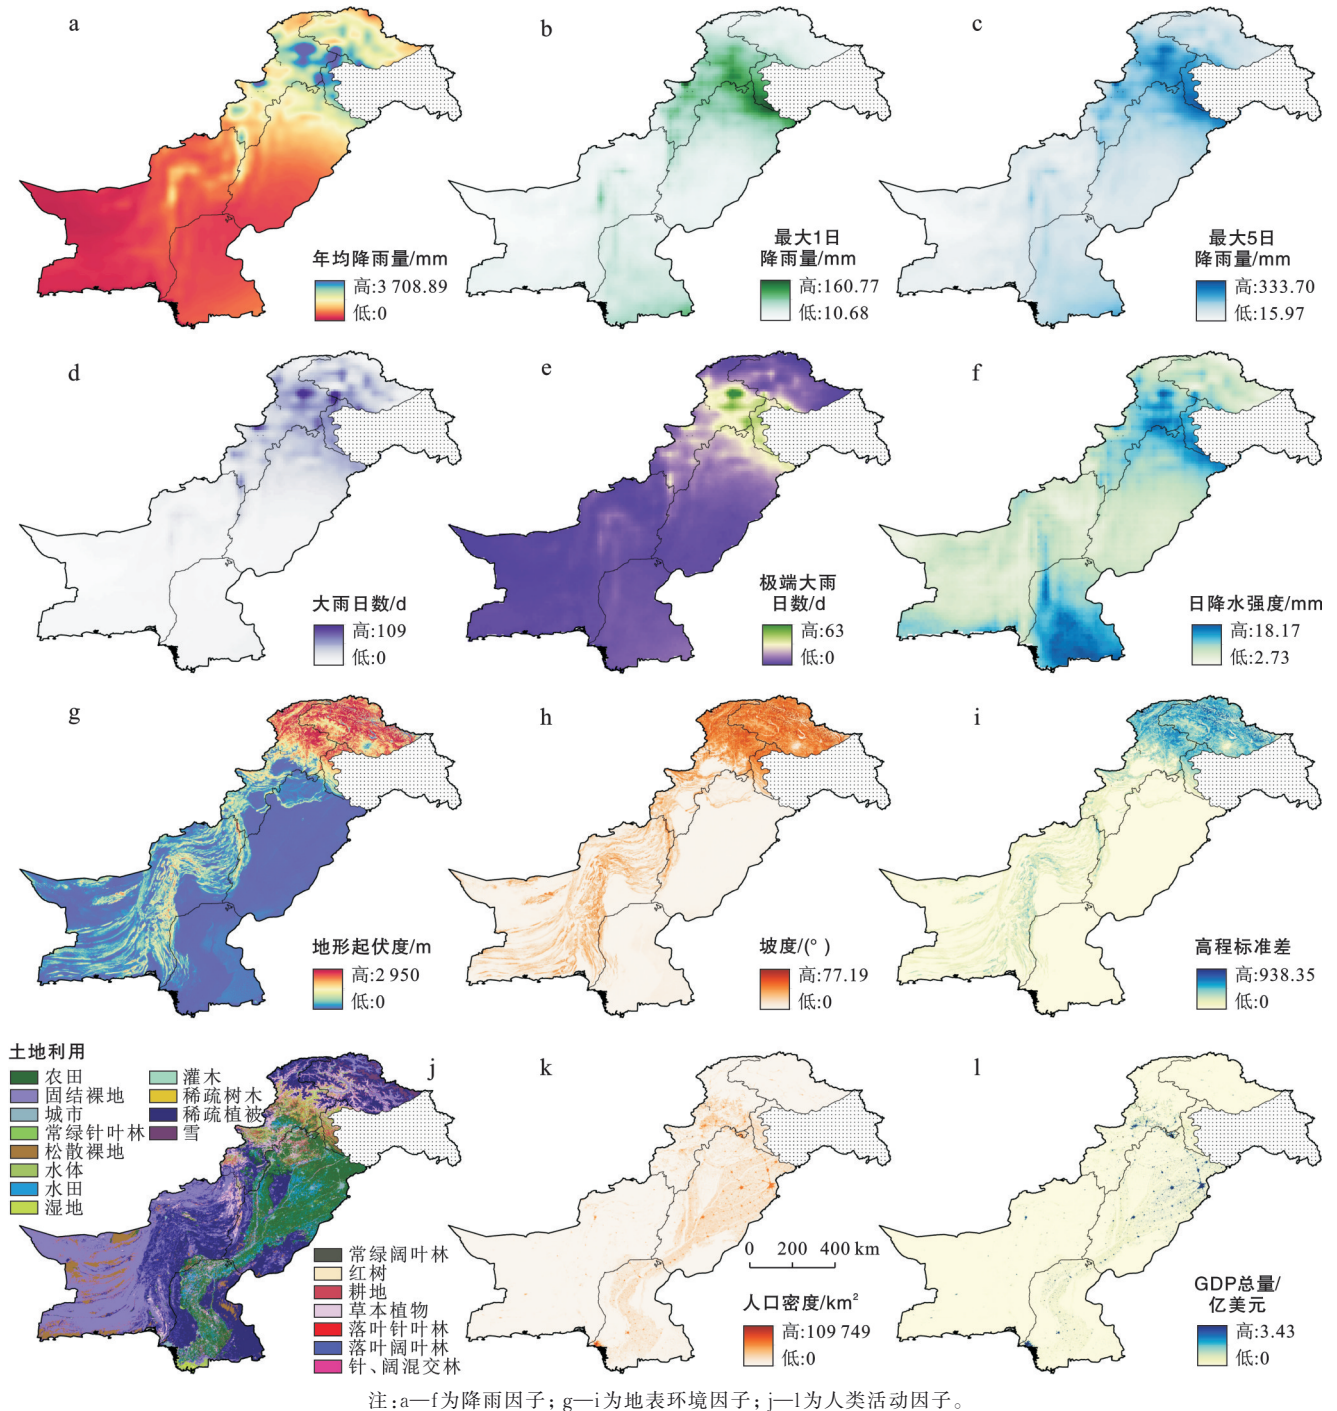 a
年均降雨量/mm
高:3 708.89
低:0
b
最大1日
降雨量/mm
高:160.77
低:10.68
c
最大5日
降雨量/mm
高:333.70
低:15.97
d
大雨日数/d
高:109
低:0
e
极端大雨
日数/d
高:63
低:0
f
日降水强度/mm
高:18.17
低:2.73
g
地形起伏度/m
高:2 950
低:0
h
坡度/(°)
高:77.19
低:0
i
高程标准差
高:938.35
低:0
j
土地利用
农田
固结裸地
城市
常绿针叶林
松散裸地
水体
水田
湿地
灌木
稀疏树木
稀疏植被
雪
常绿阔叶林
红树
耕地
草本植物
落叶针叶林
落叶阔叶林
针、阔混交林
k
0 200 400 km
人口密度/km²
高:109 749
低:0
l
GDP总量/
亿美元
高:3.43
低:0
注:a—f为降雨因子; g—i为地表环境因子; j—l为人类活动因子。